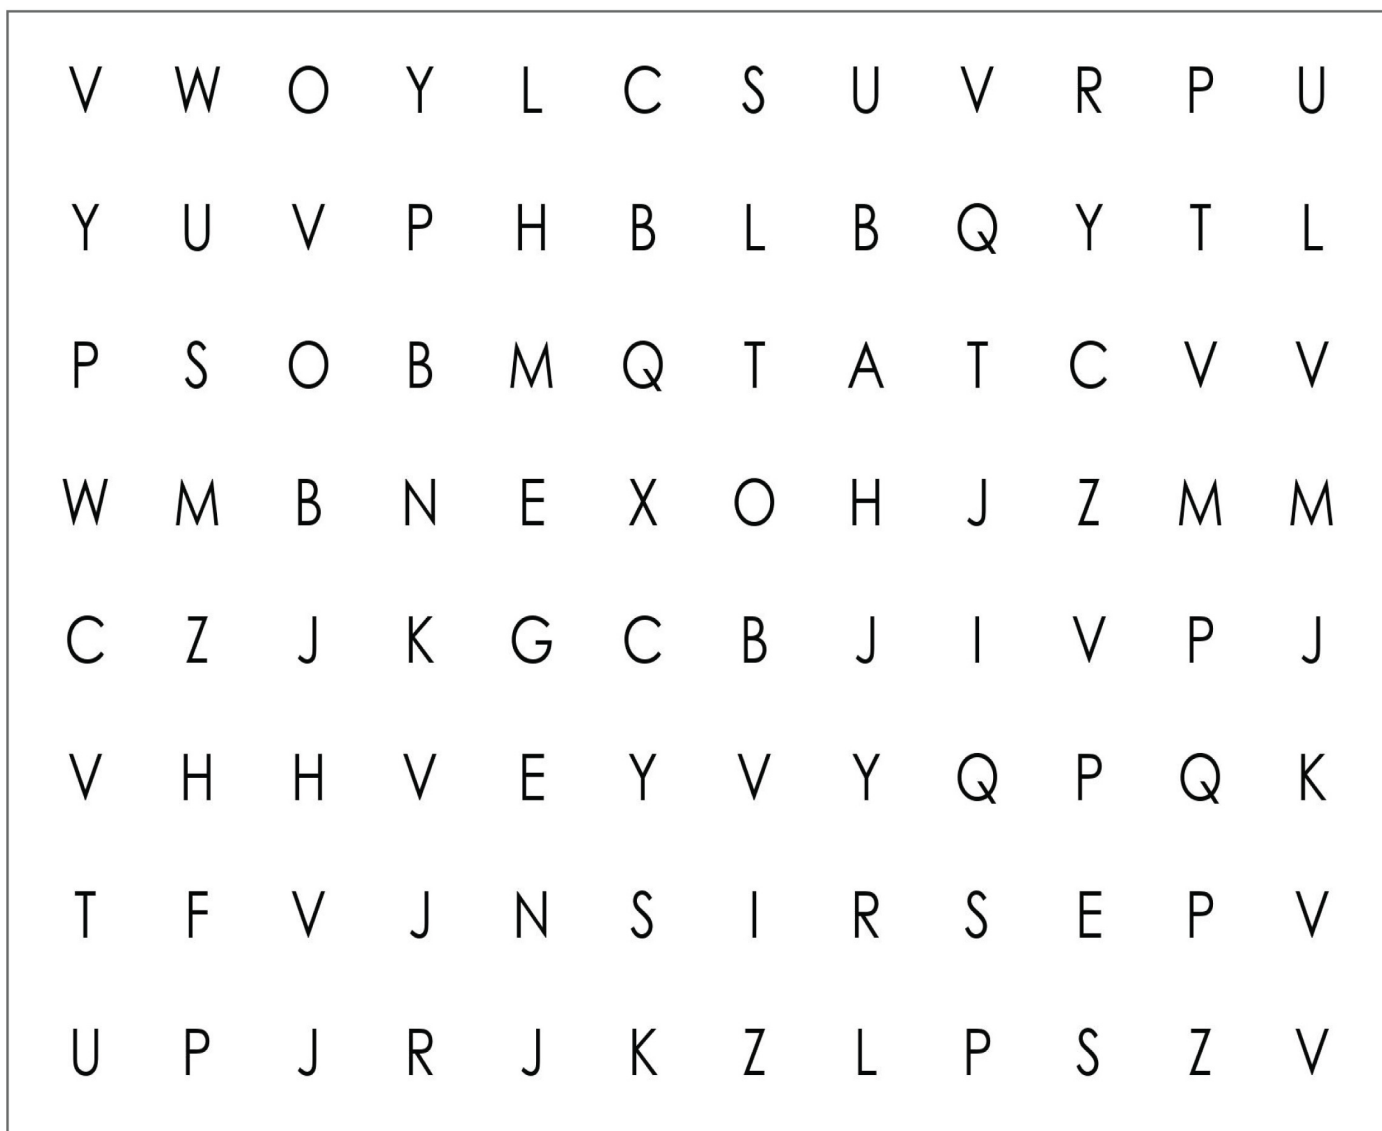 V W O Y L C S U V R P U
Y U V P H B L B Q Y T L
P S O B M Q T A T C V V
W M B N E X O H J Z M M
C Z J K G C B J I V P J
V H H V E Y V Y Q P Q K
T F V J N S I R S E P V
U P J R J K Z L P S Z V